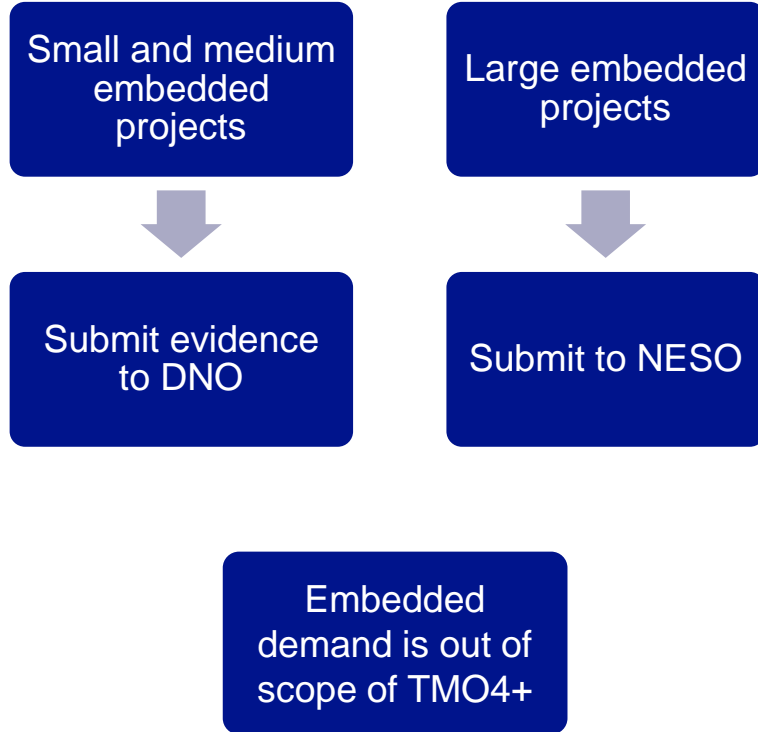 Small and medium
embedded
projects
Large embedded
projects
Submit evidence
to DNO
Submit to NESO
Embedded
demand is out of
scope of TMO4+